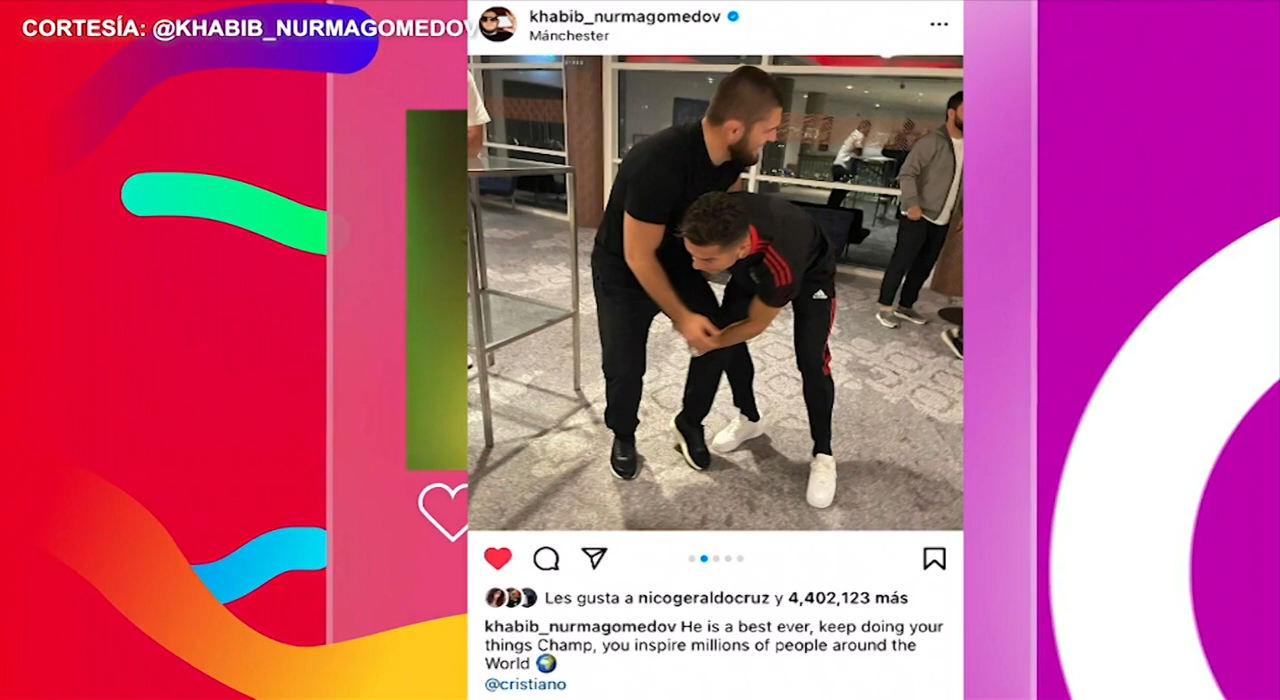 CORTESÍA: @KHABIB_NURMAGOMEDOV
khabib_nurmagomedov
Mánchester
Les gusta a nicogeraldocruz y 4,402,123 más
khabib_nurmagomedov He is a best ever, keep doing your
things Champ, you inspire millions of people around the
World
@cristiano